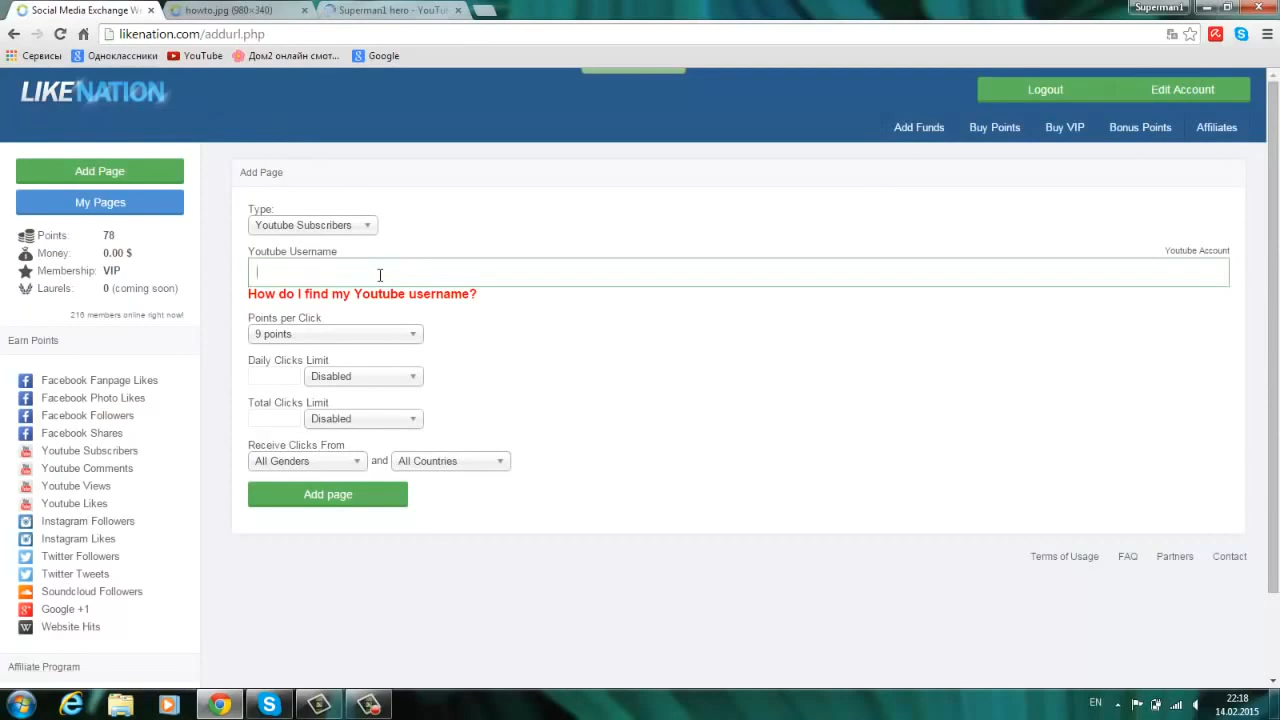 Social Media Exchange W
howto.jpg (980×340)
Superman1 hero - YouTu
Superman1
likenation.com/addurl.php
Сервисы
Одноклассники
YouTube
Дом2 онлайн смот...
Google
LIKENATION
Logout
Edit Account
Add Funds
Buy Points
Buy VIP
Bonus Points
Affiliates
Add Page
My Pages
Points: 78
Money: 0.00 $
Membership: VIP
Laurels: 0 (coming soon)
216 members online right now!
Earn Points
Facebook Fanpage Likes
Facebook Photo Likes
Facebook Followers
Facebook Shares
Youtube Subscribers
Youtube Comments
Youtube Views
Youtube Likes
Instagram Followers
Instagram Likes
Twitter Followers
Twitter Tweets
Soundcloud Followers
Google +1
Website Hits
Affiliate Program
Add Page
Type:
Youtube Subscribers
Youtube Username
Youtube Account
How do I find my Youtube username?
Points per Click
9 points
Daily Clicks Limit
Disabled
Total Clicks Limit
Disabled
Receive Clicks From
All Genders and All Countries
Add page
Terms of Usage
FAQ
Partners
Contact
EN
22:18
14.02.2015